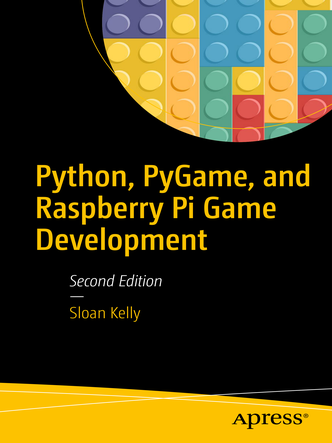 Python, PyGame, and
Raspberry Pi Game
Development
Second Edition
Sloan Kelly
Apress®